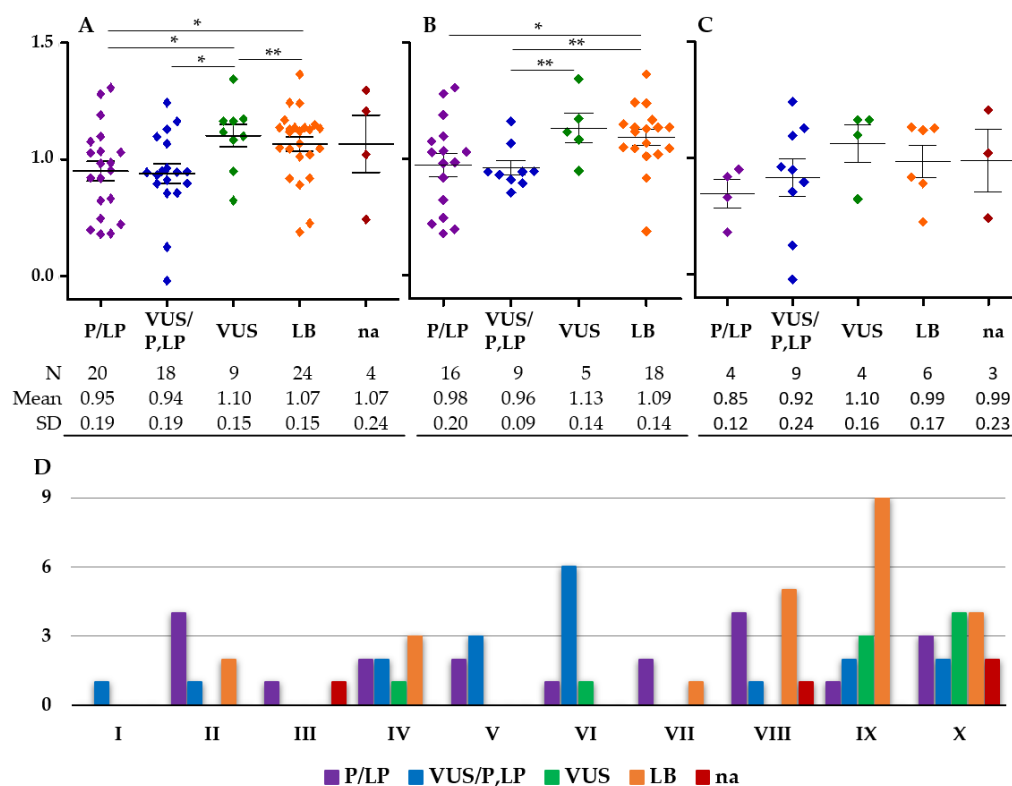 A B C
* * * ** * ** **
1.5
1.0
0.0
P/LP VUS/P,LP VUS LB na P/LP VUS/P,LP VUS LB P/LP VUS/P,LP VUS LB na
N 20 18 9 24 4 16 9 5 18 4 9 4 6 3
Mean 0.95 0.94 1.10 1.07 1.07 0.98 0.96 1.13 1.09 0.85 0.92 1.10 0.99 0.99
SD 0.19 0.19 0.15 0.15 0.24 0.20 0.09 0.14 0.14 0.12 0.24 0.16 0.17 0.23
D
9
6
3
0
I II III IV V VI VII VIII IX X
P/LP VUS/P,LP VUS LB na